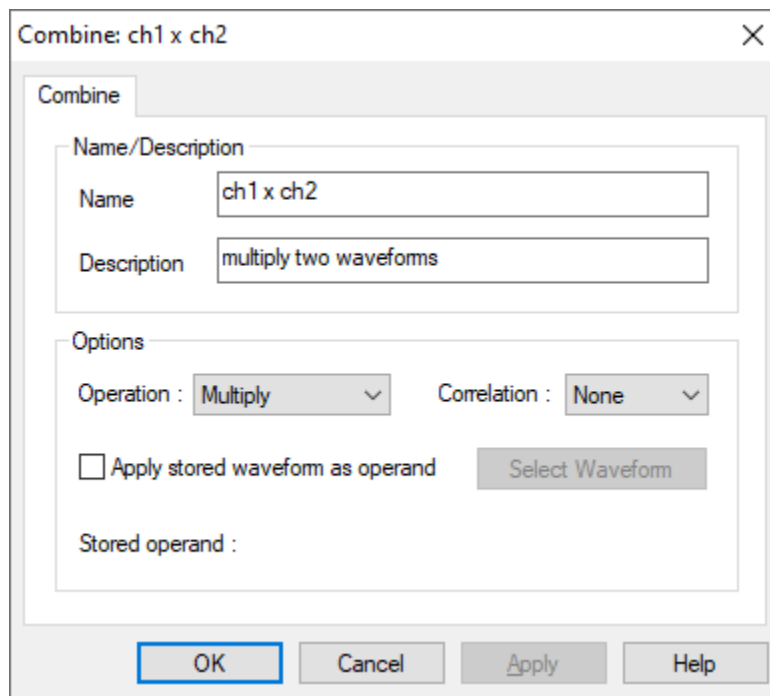 Combine: ch1 x ch2
Combine
Name/Description
Name ch1 x ch2
Description multiply two waveforms
Options
Operation : Multiply Correlation : None
Apply stored waveform as operand Select Waveform
Stored operand :
OK Cancel Apply Help